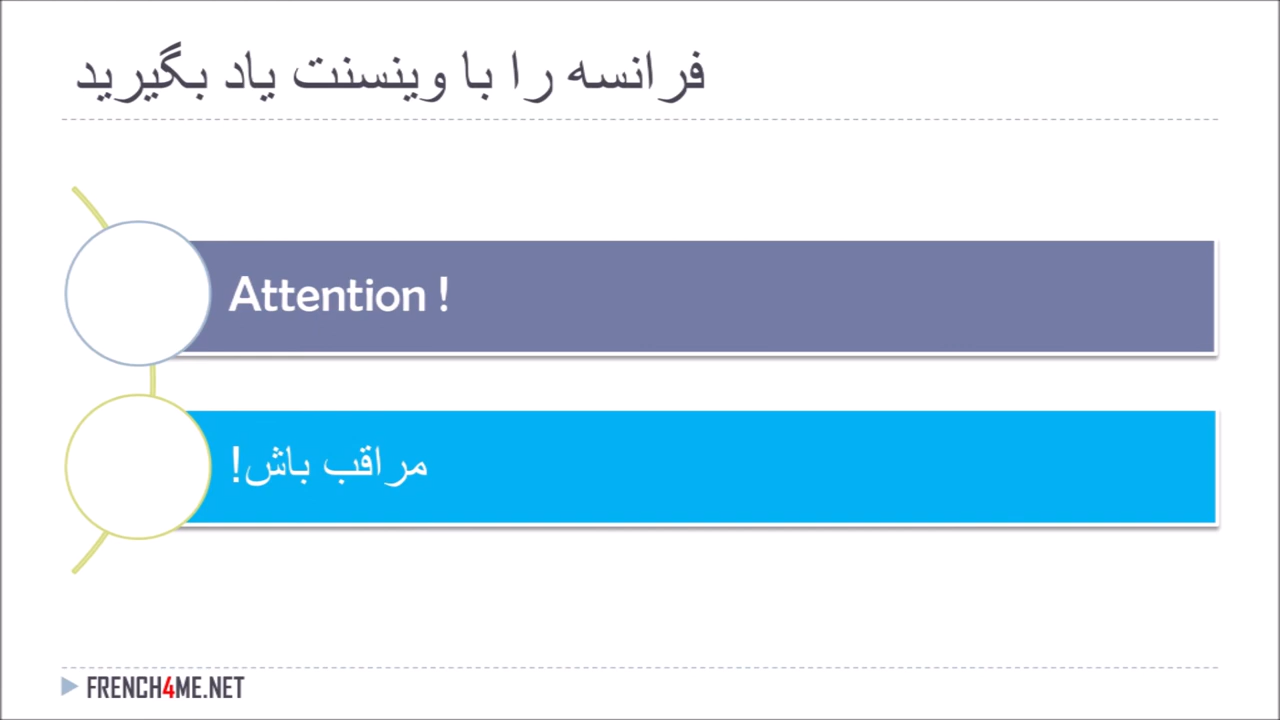 فرانسه را با وینسنت یاد بگیرید
Attention !
مراقب باش!
FRENCH4ME.NET